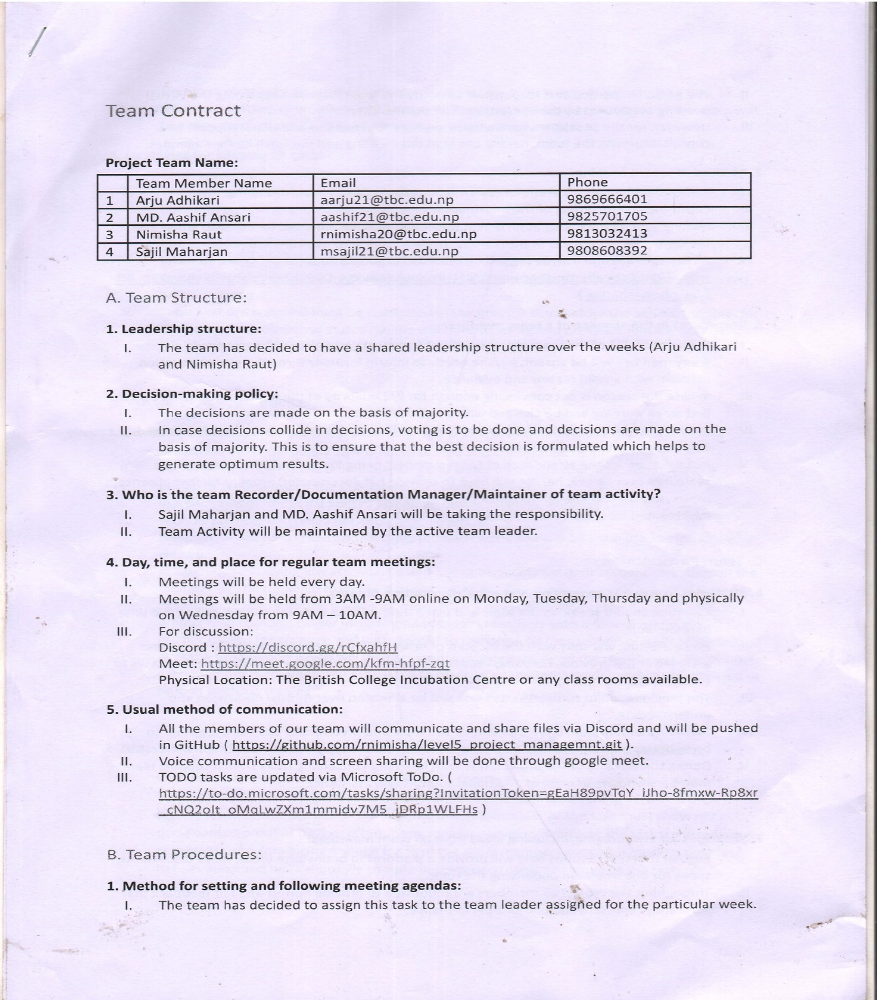 Team Contract
Project Team Name:
Team Member Name Email Phone
1 Arju Adhikari aarju21@tbc.edu.np 9869666401
2 MD. Aashif Ansari aashif21@tbc.edu.np 9825701705
3 Nimisha Raut rnimisha20@tbc.edu.np 9813032413
4 Sajil Maharjan msajil21@tbc.edu.np 9808608392
A. Team Structure:
1. Leadership structure:
I. The team has decided to have a shared leadership structure over the weeks (Arju Adhikari
and Nimisha Raut)
2. Decision-making policy:
I. The decisions are made on the basis of majority.
II. In case decisions collide in decisions, voting is to be done and decisions are made on the
basis of majority. This is to ensure that the best decision is formulated which helps to
generate optimum results.
3. Who is the team Recorder/Documentation Manager/Maintainer of team activity?
I. Sajil Maharjan and MD. Aashif Ansari will be taking the responsibility.
II. Team Activity will be maintained by the active team leader.
4. Day, time, and place for regular team meetings:
I. Meetings will be held every day.
II. Meetings will be held from 3AM -9AM online on Monday, Tuesday, Thursday and physically
on Wednesday from 9AM – 10AM.
III. For discussion:
Discord : https://discord.gg/rCfxahfH
Meet: https://meet.google.com/kfm-hfpf-zqt
Physical Location: The British College Incubation Centre or any class rooms available.
5. Usual method of communication:
I. All the members of our team will communicate and share files via Discord and will be pushed
in GitHub ( https://github.com/rnimisha/level5_project_managemnt.git ).
II. Voice communication and screen sharing will be done through google meet.
III. TODO tasks are updated via Microsoft ToDo. (
https://to-do.microsoft.com/tasks/sharing?InvitationToken=gEaH89pvTqY_iJho-8fmxw-Rp8xr
_cNQ2olt_oMqLwZXm1mmjdv7M5_jDRp1WLFHs )
B. Team Procedures:
1. Method for setting and following meeting agendas:
I. The team has decided to assign this task to the team leader assigned for the particular week.